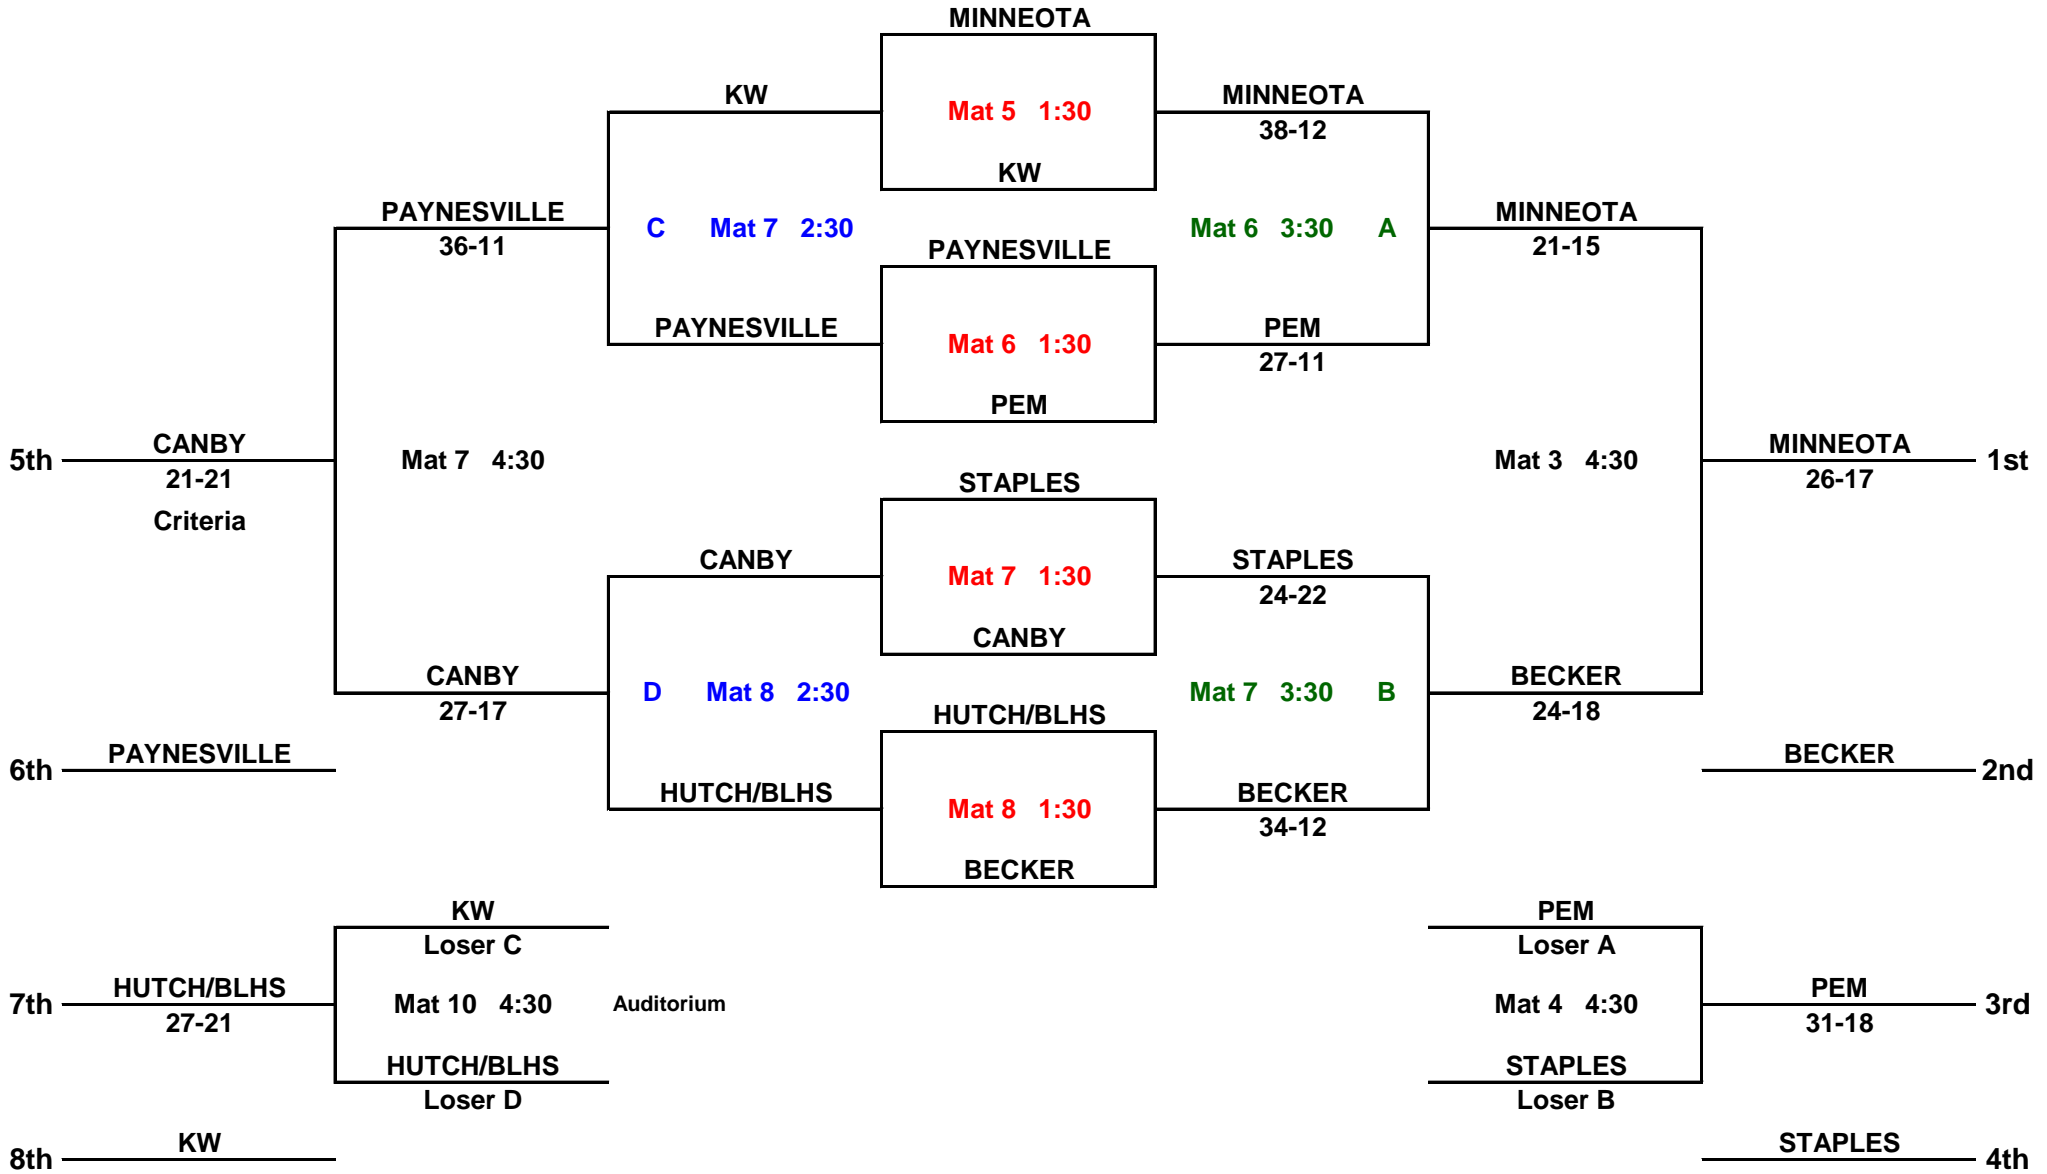 MINNEOTA
KW
Mat 5 1:30
MINNEOTA
38-12
KW
PAYNESVILLE
36-11
C Mat 7 2:30
Mat 6 3:30 A
MINNEOTA
21-15
PAYNESVILLE
PAYNESVILLE
Mat 6 1:30
PEM
27-11
PEM
5th
CANBY
21-21
Criteria
Mat 7 4:30
Mat 3 4:30
MINNEOTA
26-17
1st
STAPLES
CANBY
Mat 7 1:30
STAPLES
24-22
CANBY
CANBY
27-17
D Mat 8 2:30
Mat 7 3:30 B
BECKER
24-18
HUTCH/BLHS
6th
PAYNESVILLE
BECKER
2nd
HUTCH/BLHS
Mat 8 1:30
BECKER
34-12
BECKER
KW
Loser C
PEM
Loser A
7th
HUTCH/BLHS
27-21
Mat 10 4:30
Auditorium
Mat 4 4:30
PEM
31-18
3rd
HUTCH/BLHS
Loser D
STAPLES
Loser B
8th
KW
STAPLES
4th